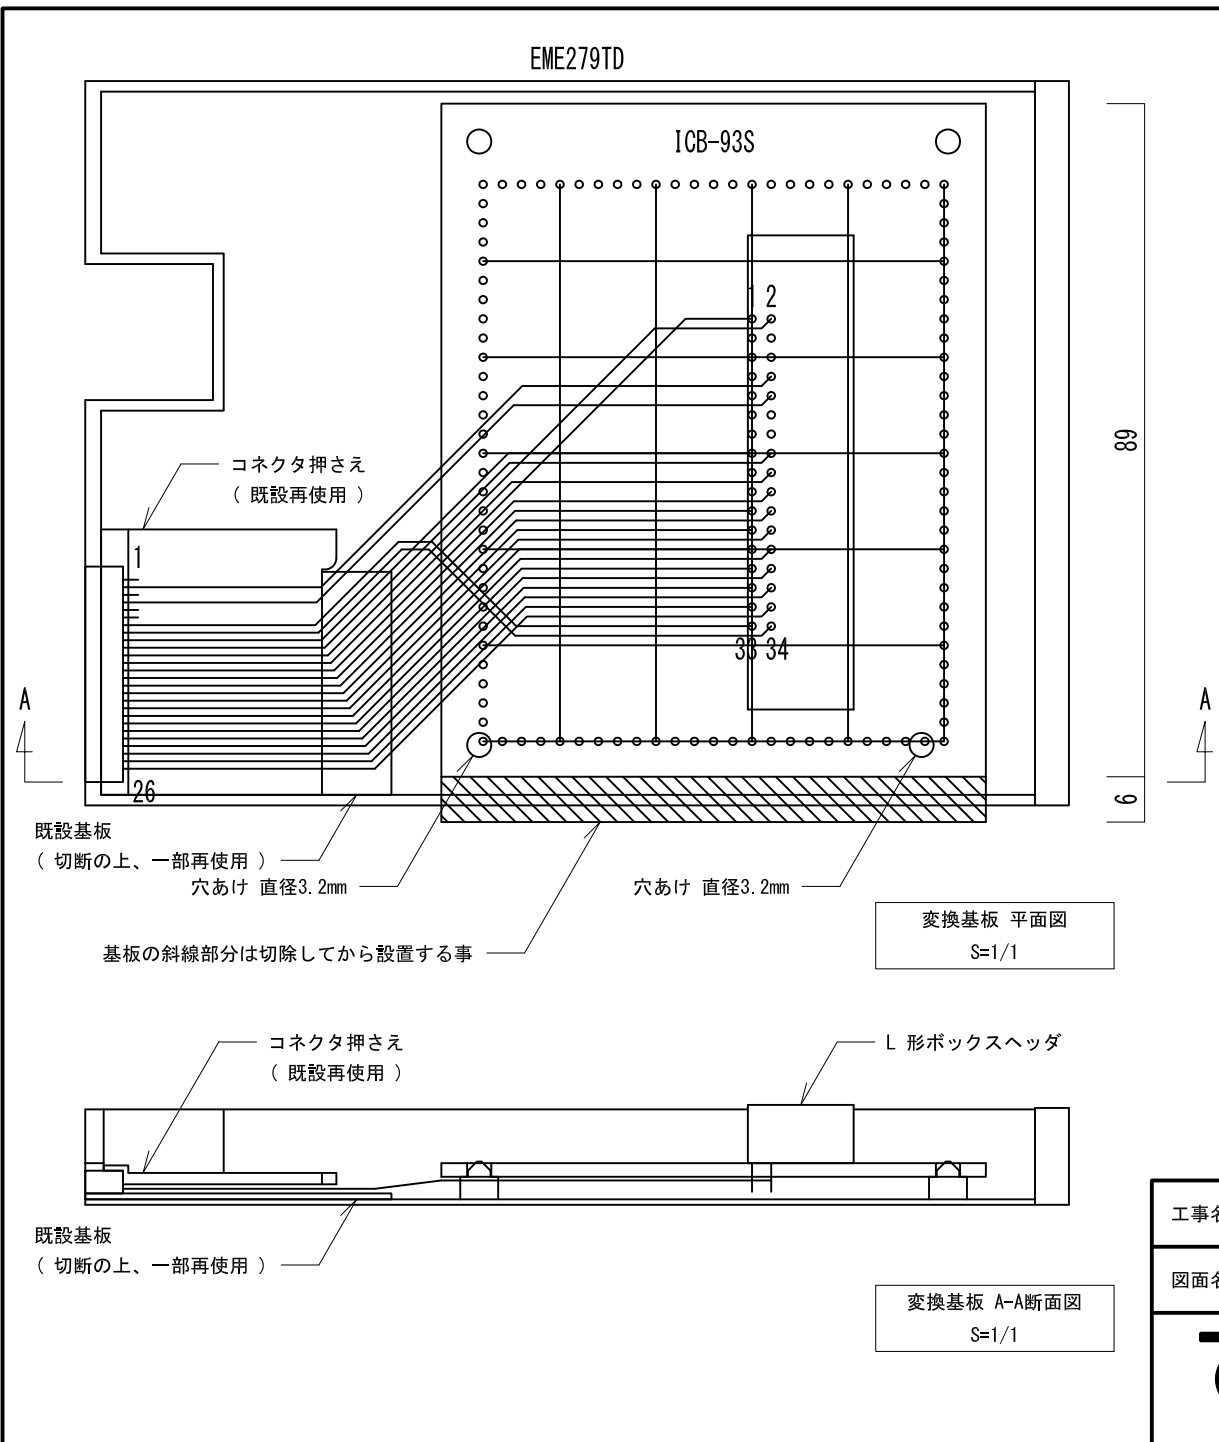 EME279TD
ICB-93S
1 2
89
コネクタ押さえ
( 既設再使用 )
1
33 34
A
A
26
6
既設基板
( 切断の上、一部再使用 )
穴あけ 直径3.2mm
穴あけ 直径3.2mm
変換基板 平面図
S=1/1
基板の斜線部分は切除してから設置する事
コネクタ押さえ
( 既設再使用 )
L 形ボックスヘッダ
既設基板
( 切断の上、一部再使用 )
工事名
図面名
変換基板 A-A断面図
S=1/1